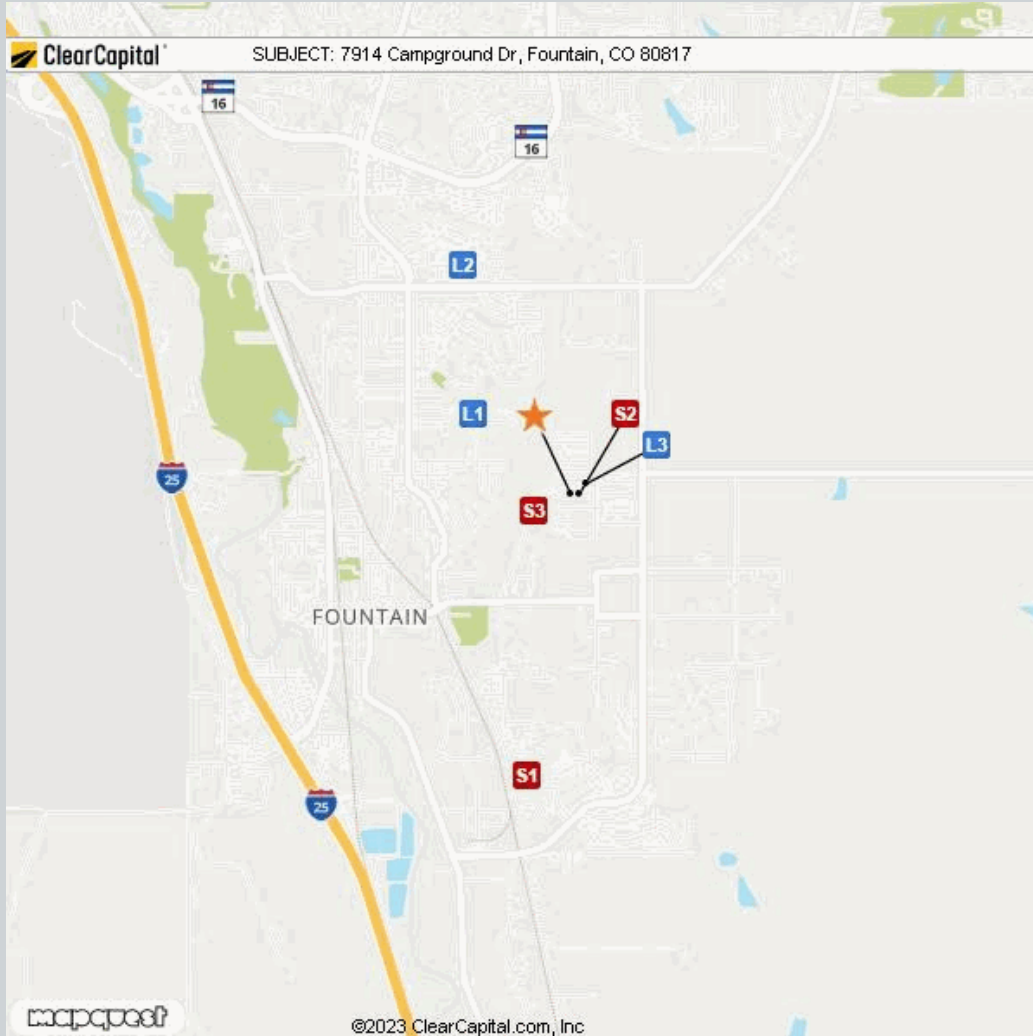 ClearCapital
SUBJECT: 7914 Campground Dr, Fountain, CO 80817
16
16
L2
L1
S2
L3
25
S3
FOUNTAIN
S1
25
mapquest
©2023 ClearCapital.com, Inc